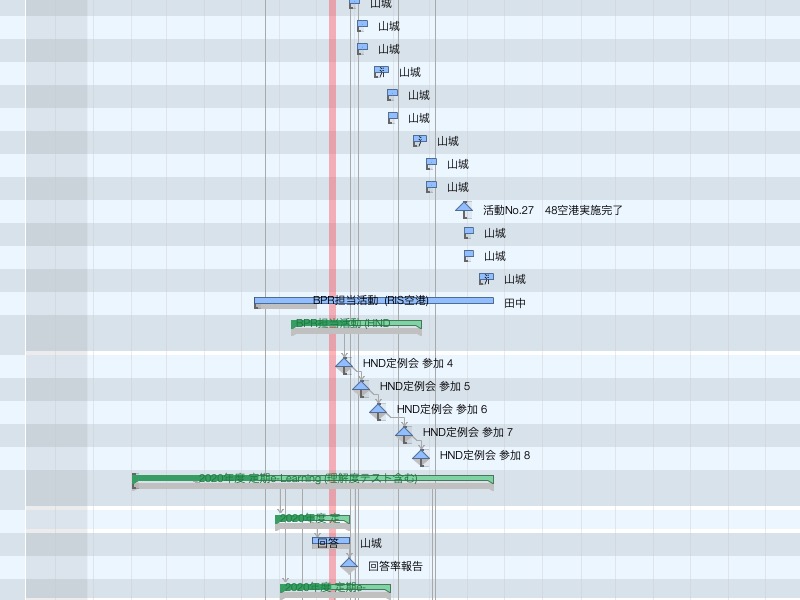 山城
山城
山城
山城
山城
山城
山城
山城
山城
活動No.27　48空港実施完了
山城
山城
山城
BPR担当活動 (RIS空港)
田中
BPR担当活動 (HND
HND定例会 参加 4
HND定例会 参加 5
HND定例会 参加 6
HND定例会 参加 7
HND定例会 参加 8
2020年度 定期e-Learning (理解度テスト含む)
2020年度 定
回答
山城
回答率報告
2020年度 定期e-